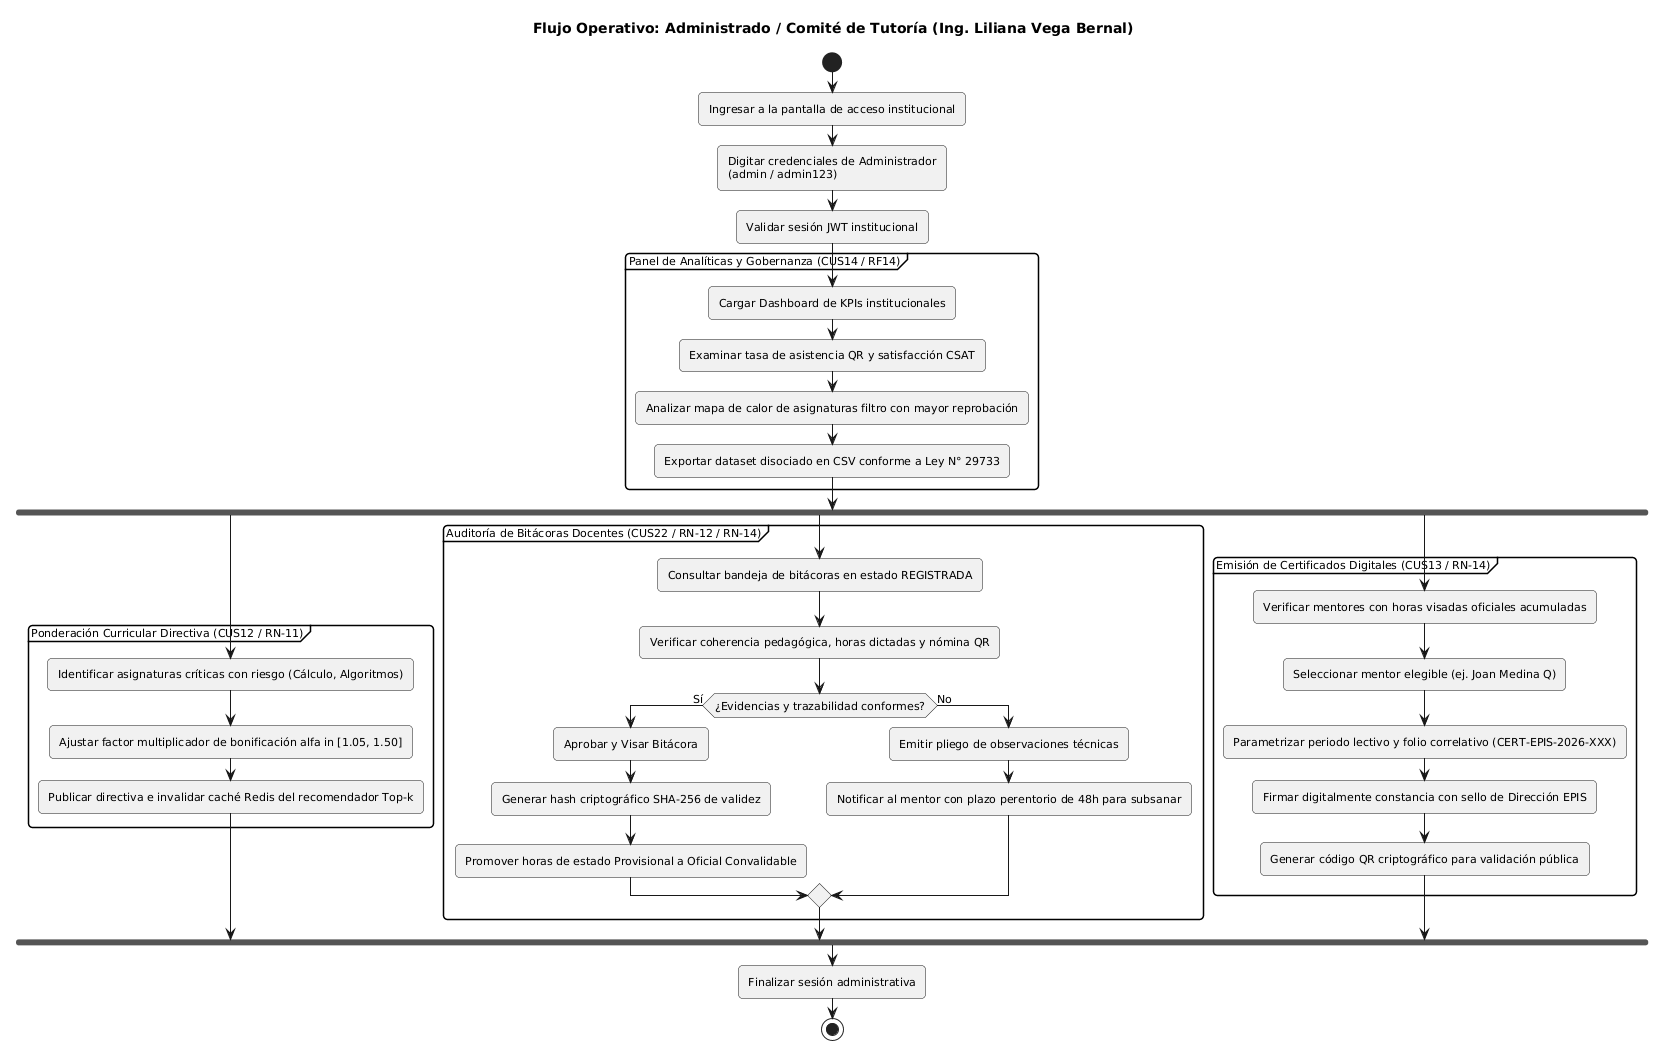 Flujo Operativo: Administrado / Comité de Tutoría (Ing. Liliana Vega Bernal)
Ingresar a la pantalla de acceso institucional
Digitar credenciales de Administrador
(admin / admin123)
Validar sesión JWT institucional
Panel de Analíticas y Gobernanza (CUS14 / RF14)
Cargar Dashboard de KPIs institucionales
Examinar tasa de asistencia QR y satisfacción CSAT
Analizar mapa de calor de asignaturas filtro con mayor reprobación
Exportar dataset disociado en CSV conforme a Ley N° 29733
Ponderación Curricular Directiva (CUS12 / RN-11)
Identificar asignaturas críticas con riesgo (Cálculo, Algoritmos)
Ajustar factor multiplicador de bonificación alfa in [1.05, 1.50]
Publicar directiva e invalidar caché Redis del recomendador Top-k
Auditoría de Bitácoras Docentes (CUS22 / RN-12 / RN-14)
Consultar bandeja de bitácoras en estado REGISTRADA
Verificar coherencia pedagógica, horas dictadas y nómina QR
¿Evidencias y trazabilidad conformes?
Sí
Aprobar y Visar Bitácora
Generar hash criptográfico SHA-256 de validez
Promover horas de estado Provisional a Oficial Convalidable
No
Emitir pliego de observaciones técnicas
Notificar al mentor con plazo perentorio de 48h para subsanar
Emisión de Certificados Digitales (CUS13 / RN-14)
Verificar mentores con horas visadas oficiales acumuladas
Seleccionar mentor elegible (ej. Joan Medina Q)
Parametrizar periodo lectivo y folio correlativo (CERT-EPIS-2026-XXX)
Firmar digitalmente constancia con sello de Dirección EPIS
Generar código QR criptográfico para validación pública
Finalizar sesión administrativa